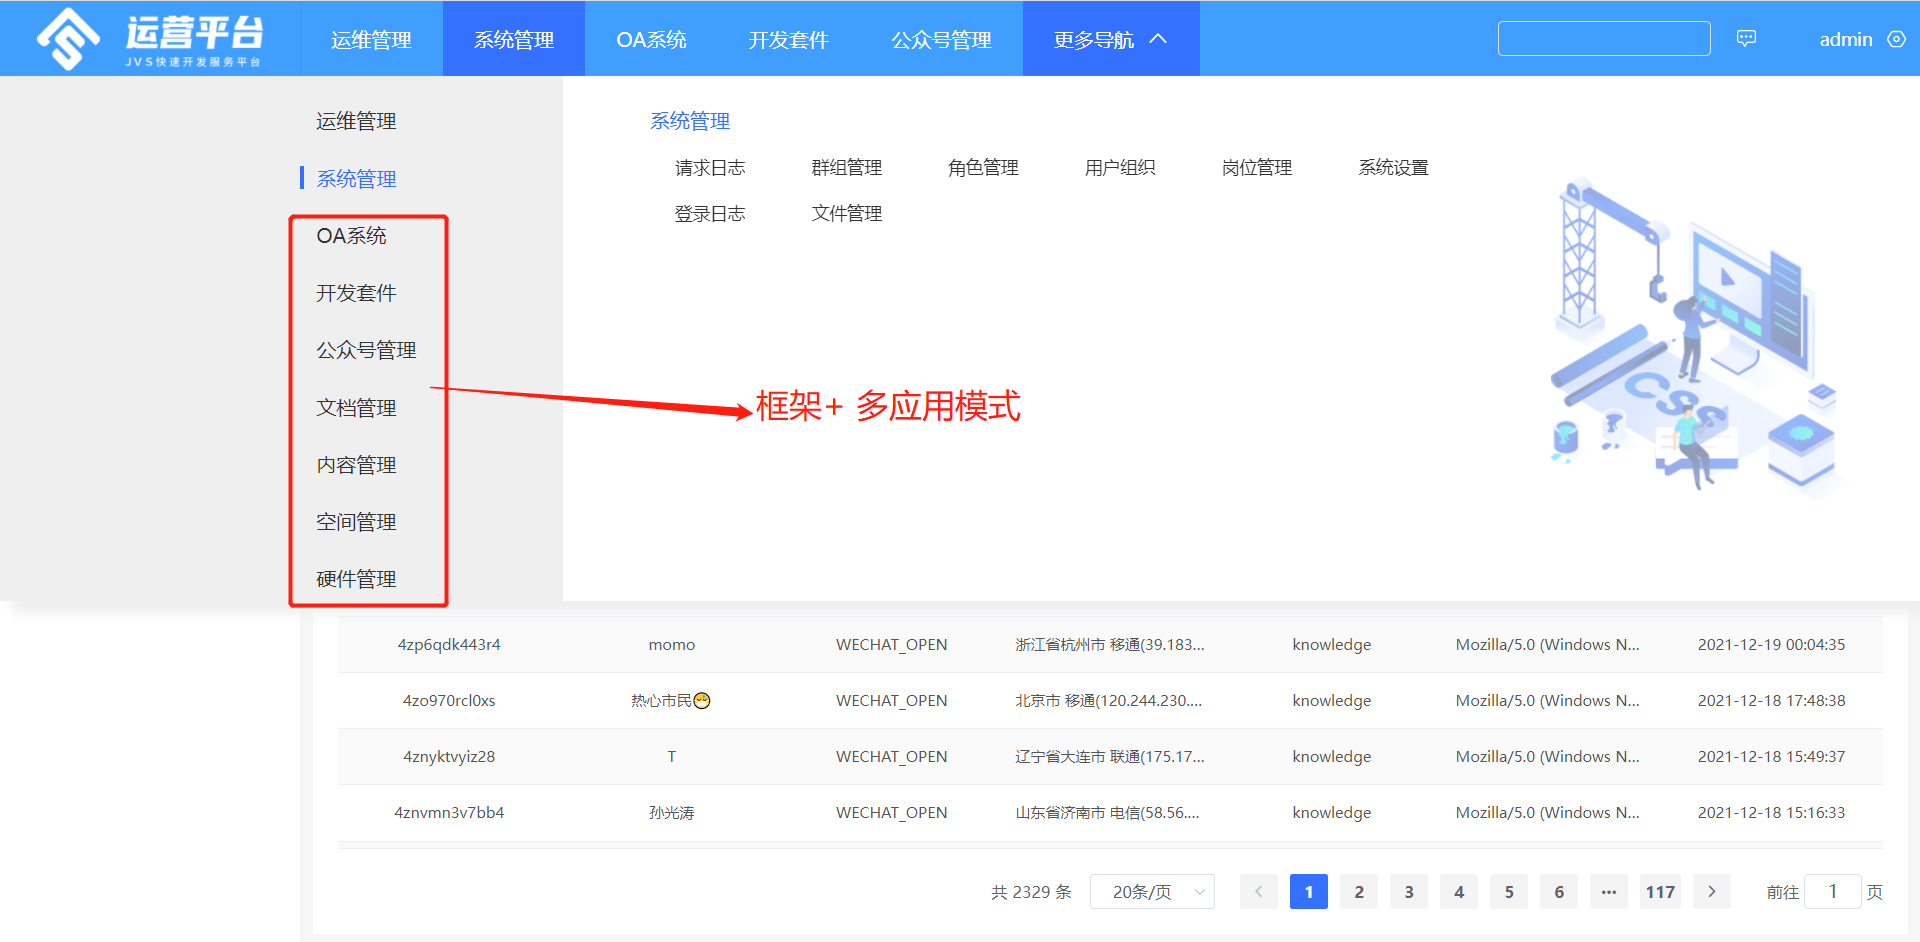 运营平台
JVS快速开发服务平台
运维管理 系统管理 OA系统 开发套件 公众号管理 更多导航 admin
运维管理
系统管理
OA系统
开发套件
公众号管理
文档管理
内容管理
空间管理
硬件管理
系统管理
请求日志 群组管理 角色管理 用户组织 岗位管理 系统设置
登录日志 文件管理
框架+ 多应用模式
CSS
4zp6qdk443r4 momo WECHAT_OPEN 浙江省杭州市 移通(39.183... knowledge Mozilla/5.0 (Windows N... 2021-12-19 00:04:35
4zo970rcl0xs 热心市民😁 WECHAT_OPEN 北京市 移通(120.244.230.... knowledge Mozilla/5.0 (Windows N... 2021-12-18 17:48:38
4znyktvyiz28 T WECHAT_OPEN 辽宁省大连市 联通(175.17... knowledge Mozilla/5.0 (Windows N... 2021-12-18 15:49:37
4znvmn3v7bb4 孙光涛 WECHAT_OPEN 山东省济南市 电信(58.56.... knowledge Mozilla/5.0 (Windows N... 2021-12-18 15:16:33
共 2329 条 20条/页 1 2 3 4 5 6 ··· 117 前往 1 页